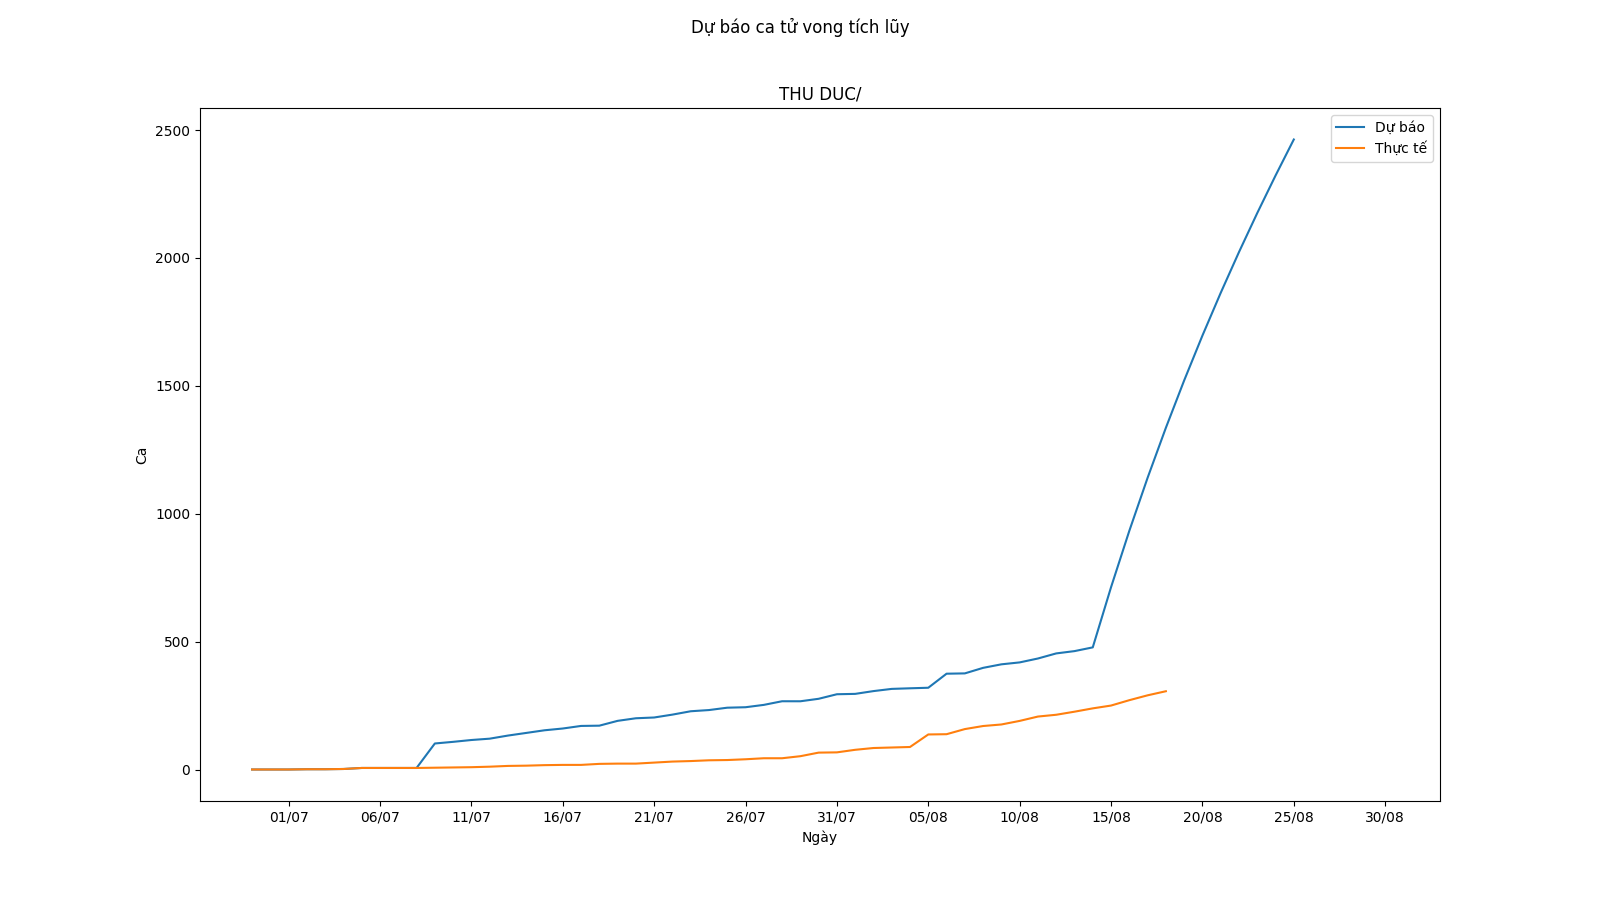 Dự báo ca tử vong tích lũy
THU DUC/
Dự báo
Thực tế
2500
2000
1500
1000
500
0
Ca
01/07 06/07 11/07 16/07 21/07 26/07 31/07 05/08 10/08 15/08 20/08 25/08 30/08
Ngày